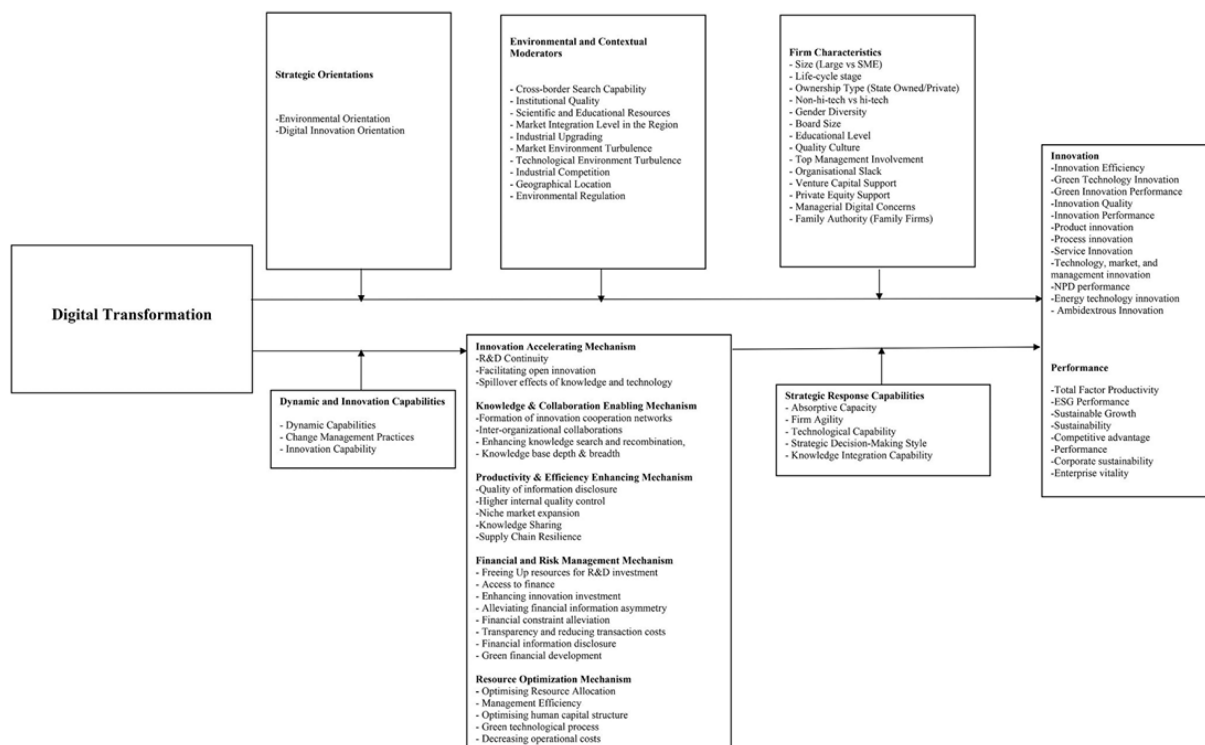 Strategic Orientations
-Environmental Orientation
-Digital Innovation Orientation
Environmental and Contextual
Moderators
- Cross-border Search Capability
- Institutional Quality
- Scientific and Educational Resources
- Market Integration Level in the Region
- Industrial Upgrading
- Market Environment Turbulence
- Technological Environment Turbulence
- Industrial Competition
- Geographical Location
- Environmental Regulation
Firm Characteristics
- Size (Large vs SME)
- Life-cycle stage
- Ownership Type (State Owned/Private)
- Non-hi-tech vs hi-tech
- Gender Diversity
- Board Size
- Educational Level
- Quality Culture
- Top Management Involvement
- Organisational Slack
- Venture Capital Support
- Private Equity Support
- Managerial Digital Concerns
- Family Authority (Family Firms)
Digital Transformation
Dynamic and Innovation Capabilities
- Dynamic Capabilities
- Change Management Practices
- Innovation Capability
Innovation Accelerating Mechanism
-R&D Continuity
-Facilitating open innovation
-Spillover effects of knowledge and technology
Knowledge & Collaboration Enabling Mechanism
-Formation of innovation cooperation networks
-Inter-organizational collaborations
- Enhancing knowledge search and recombination,
- Knowledge base depth & breadth
Productivity & Efficiency Enhancing Mechanism
-Quality of information disclosure
-Higher internal quality control
-Niche market expansion
-Knowledge Sharing
-Supply Chain Resilience
Financial and Risk Management Mechanism
- Freeing Up resources for R&D investment
- Access to finance
- Enhancing innovation investment
- Alleviating financial information asymmetry
- Financial constraint alleviation
- Transparency and reducing transaction costs
- Financial information disclosure
- Green financial development
Resource Optimization Mechanism
- Optimising Resource Allocation
- Management Efficiency
- Optimising human capital structure
- Green technological process
- Decreasing operational costs
Strategic Response Capabilities
- Absorptive Capacity
- Firm Agility
- Technological Capability
- Strategic Decision-Making Style
- Knowledge Integration Capability
Innovation
-Innovation Efficiency
-Green Technology Innovation
-Green Innovation Performance
-Innovation Quality
-Innovation Performance
-Product innovation
-Process innovation
-Service Innovation
-Technology, market, and
management innovation
-NPD performance
-Energy technology innovation
- Ambidextrous Innovation
Performance
-Total Factor Productivity
-ESG Performance
-Sustainable Growth
-Sustainability
-Competitive advantage
-Performance
-Corporate sustainability
-Enterprise vitality